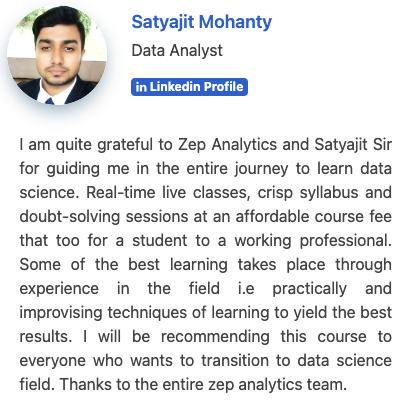 Satyajit Mohanty
Data Analyst
in Linkedin Profile
I am quite grateful to Zep Analytics and Satyajit Sir
for guiding me in the entire journey to learn data
science. Real-time live classes, crisp syllabus and
doubt-solving sessions at an affordable course fee
that too for a student to a working professional.
Some of the best learning takes place through
experience in the field i.e practically and
improvising techniques of learning to yield the best
results. I will be recommending this course to
everyone who wants to transition to data science
field. Thanks to the entire zep analytics team.